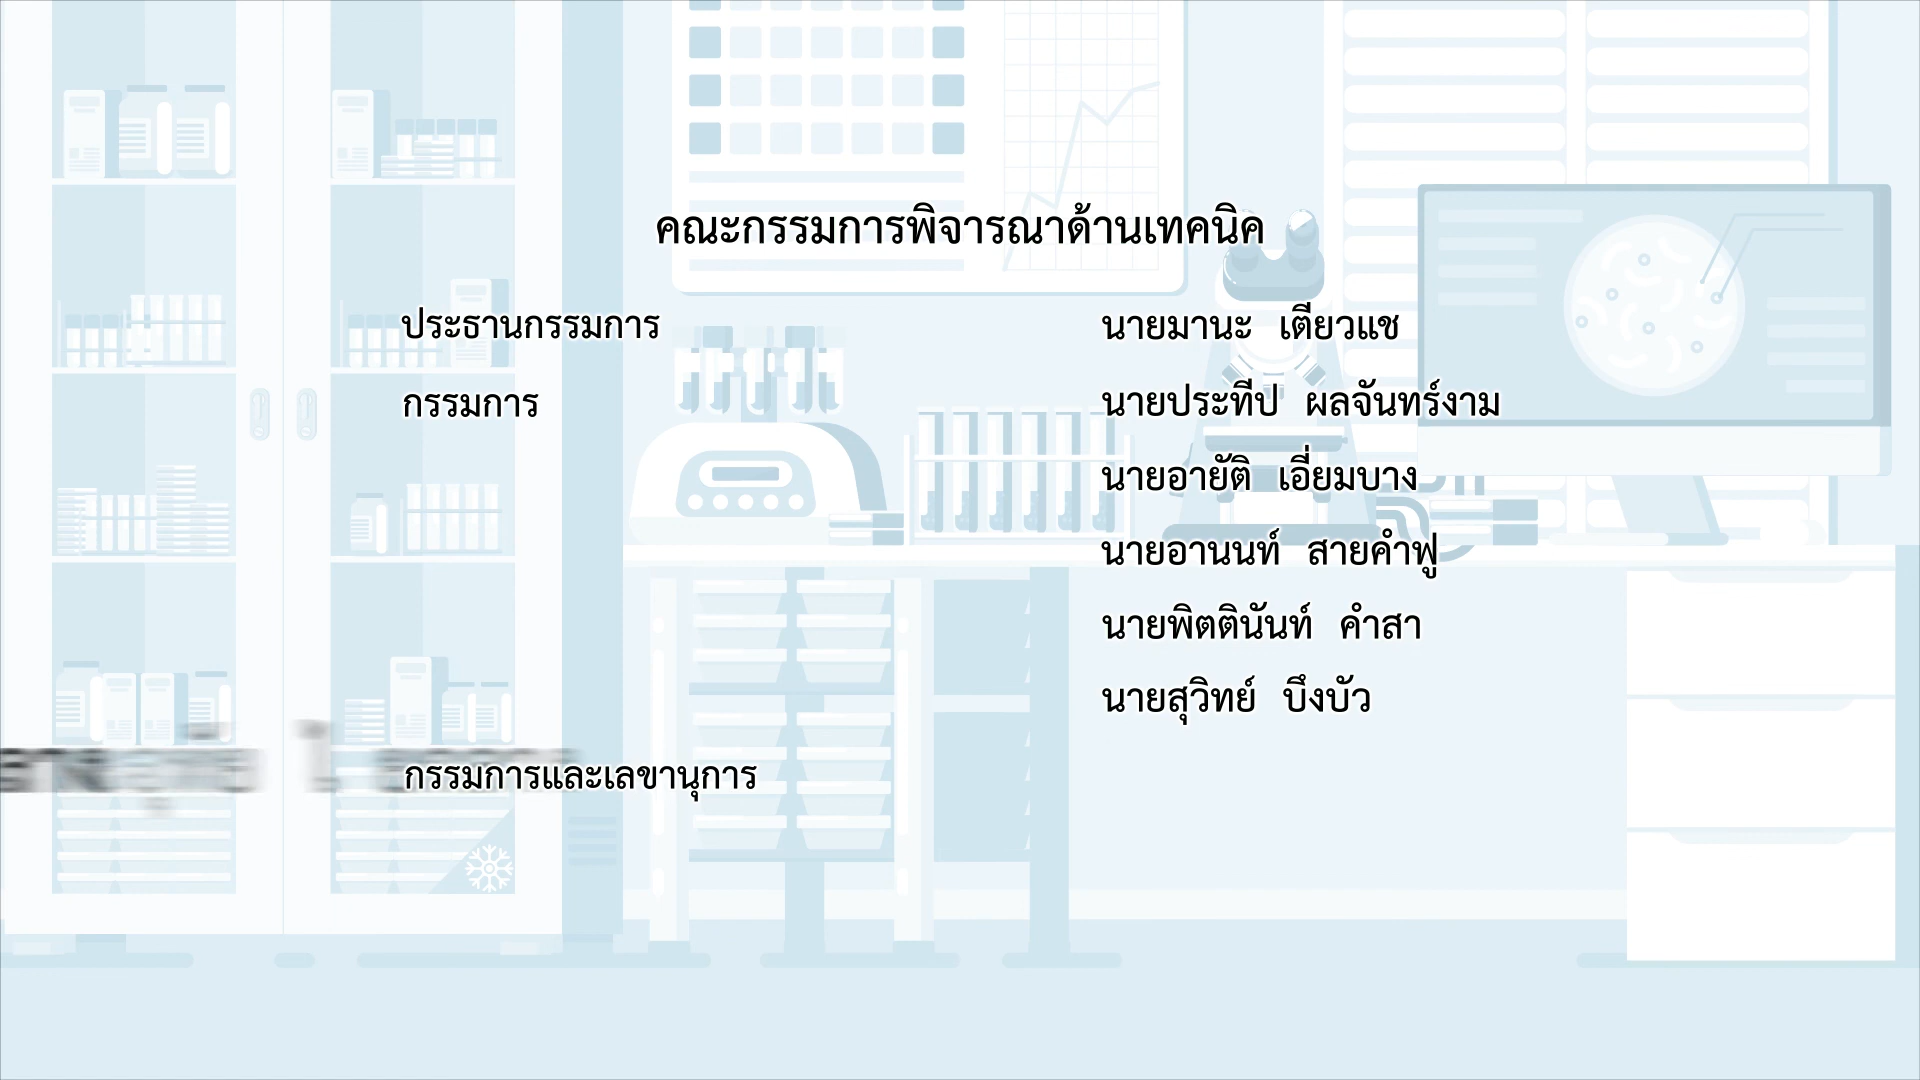 คณะกรรมการพิจารณาด้านเทคนิค
ประธานกรรมการ นายมานะ เตียวแซ
กรรมการ นายประทีป ผลจันทร์งาม
นายอายัติ เอี่ยมบาง
นายอานนท์ สายคำฟู
นายพิตตินันท์ คำสา
นายสุวิทย์ บึงบัว
กรรมการและเลขานุการ